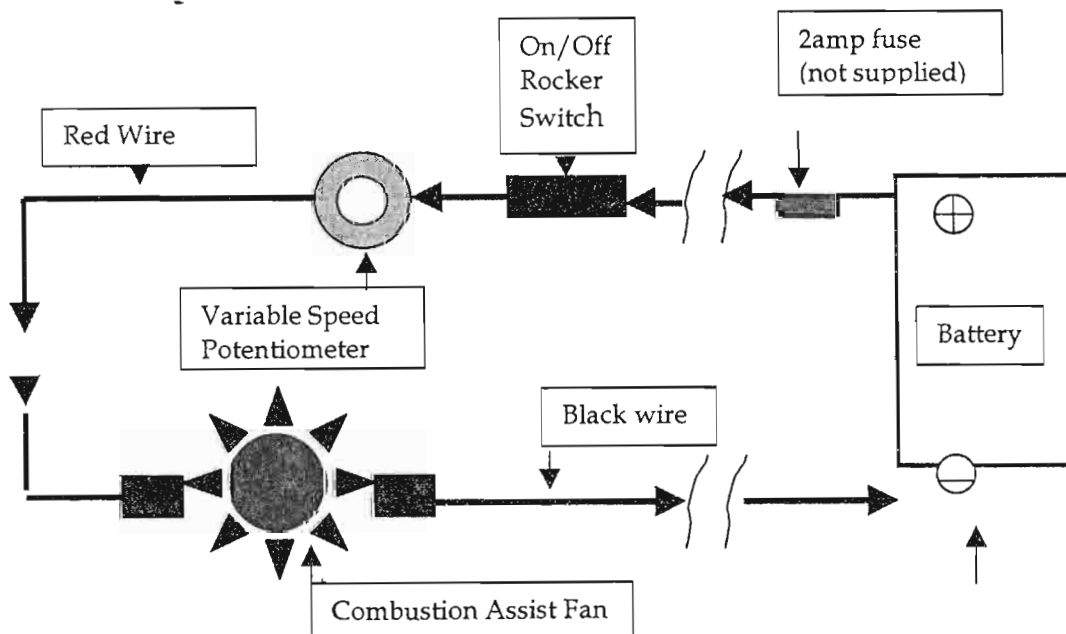 On/Off
Rocker
Switch
2amp fuse
(not supplied)
Red Wire
Variable Speed
Potentiometer
Battery
Black wire
Combustion Assist Fan